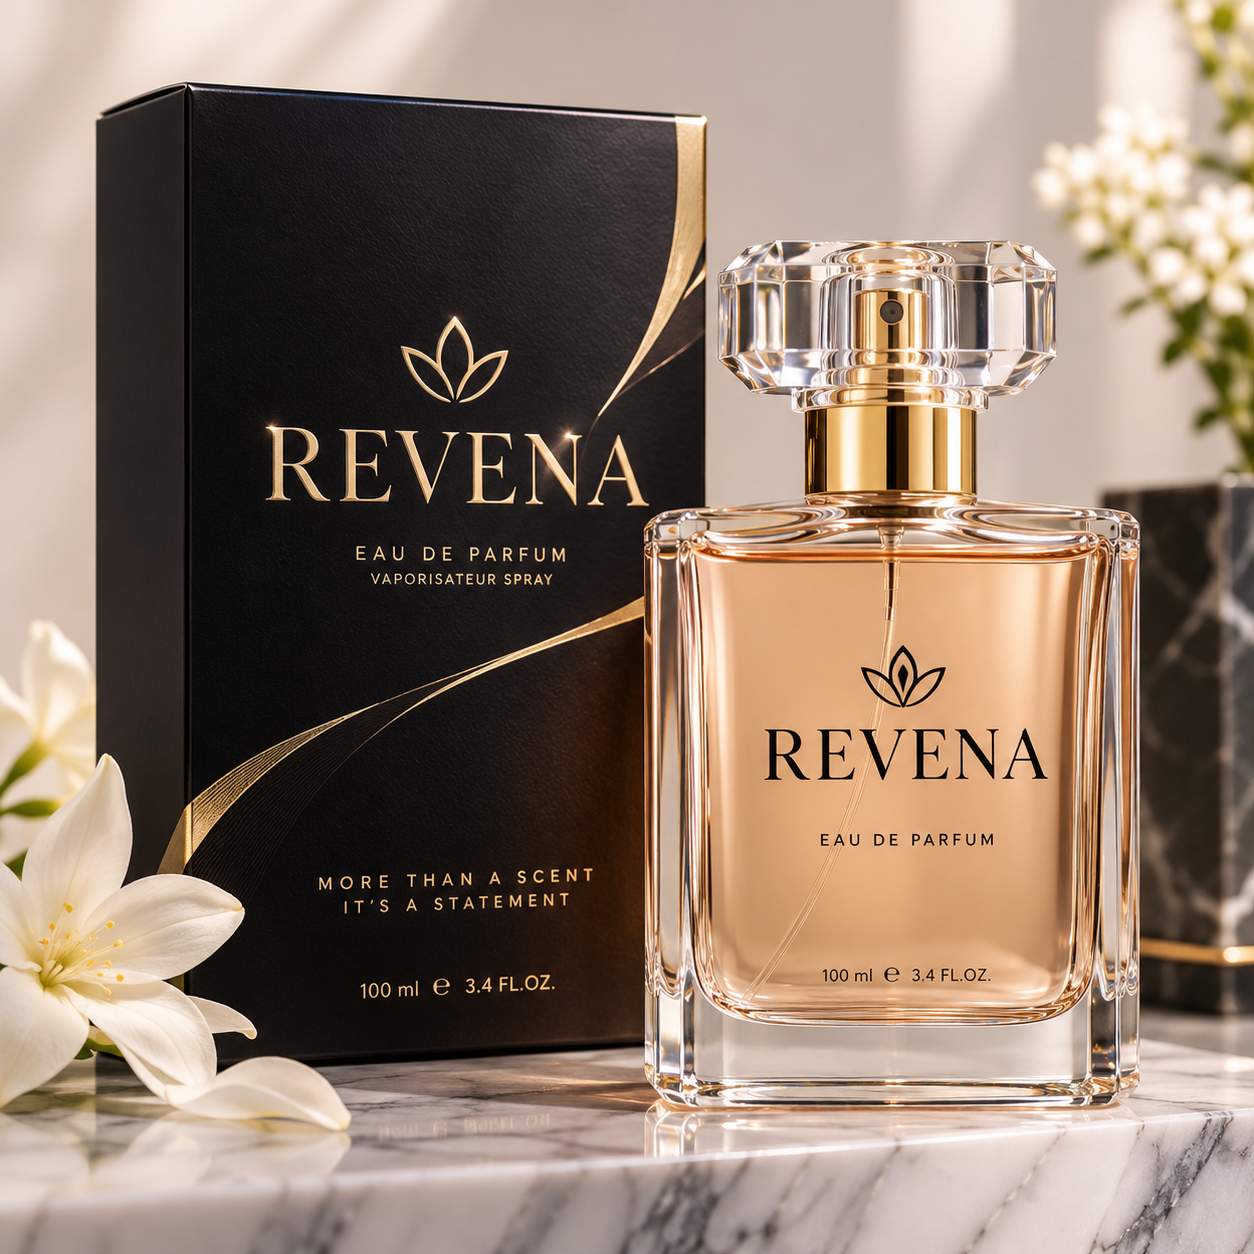 REVENA
EAU DE PARFUM
VAPORISATEUR SPRAY
MORE THAN A SCENT
IT'S A STATEMENT
100 ml ℮ 3.4 FL.OZ.
REVENA
EAU DE PARFUM
100 ml ℮ 3.4 FL.OZ.